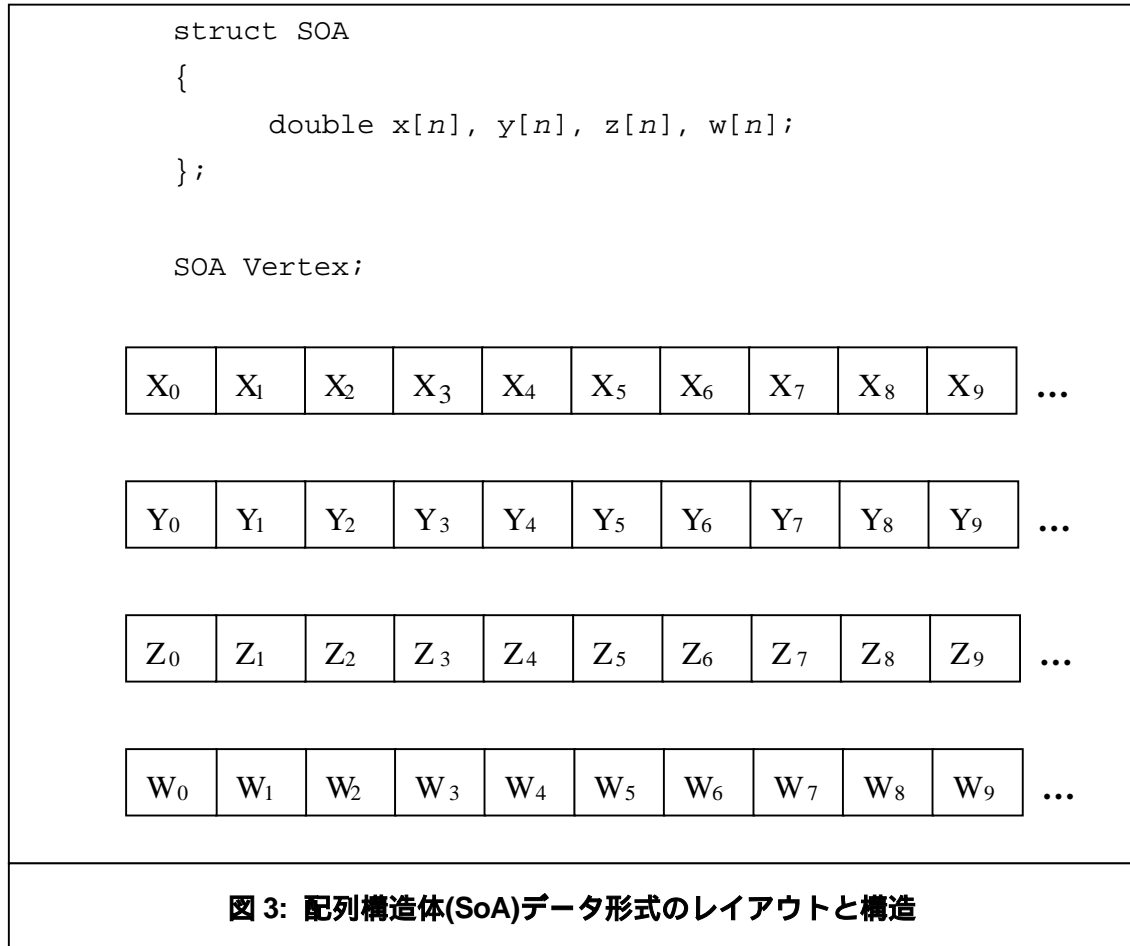 struct SOA
{
double x[n], y[n], z[n], w[n];
};
SOA Vertex;
X0 X1 X2 X3 X4 X5 X6 X7 X8 X9 ...
Y0 Y1 Y2 Y3 Y4 Y5 Y6 Y7 Y8 Y9 ...
Z0 Z1 Z2 Z3 Z4 Z5 Z6 Z7 Z8 Z9 ...
W0 W1 W2 W3 W4 W5 W6 W7 W8 W9 ...
図 3: 配列構造体(SoA)データ形式のレイアウトと構造